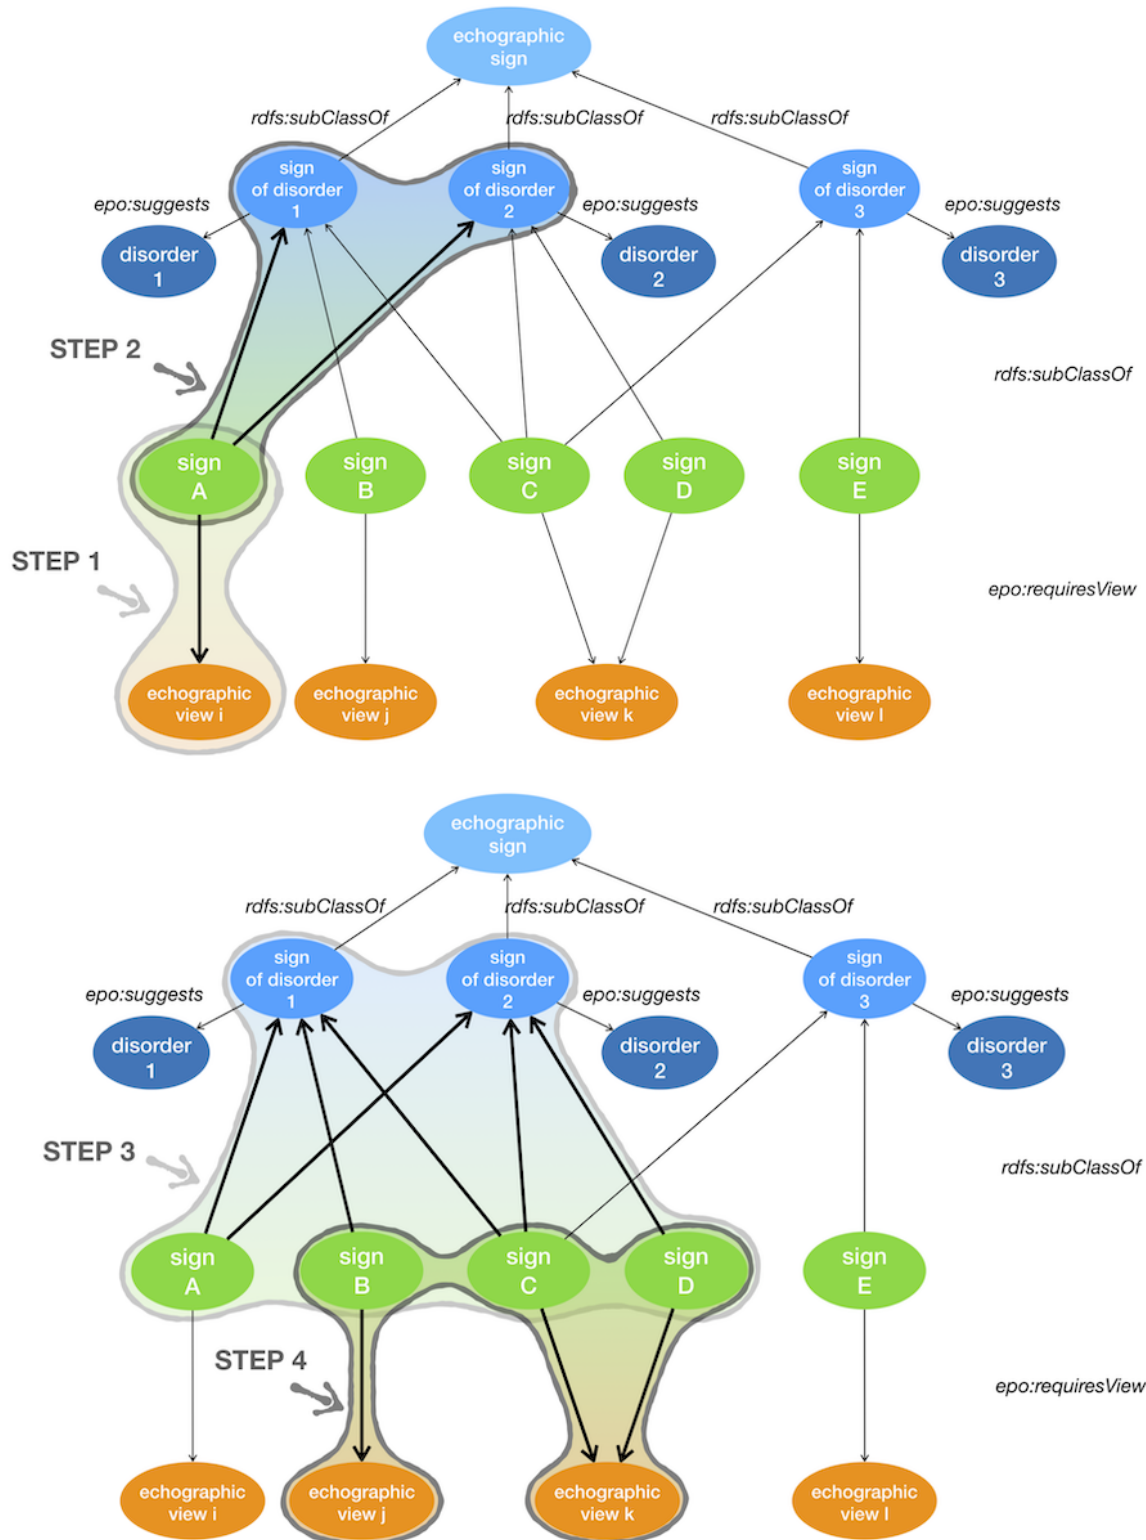 echographic
sign
rdfs:subClassOf
rdfs:subClassOf
rdfs:subClassOf
sign
of disorder
1
sign
of disorder
2
sign
of disorder
3
epo:suggests
epo:suggests
epo:suggests
disorder
1
disorder
2
disorder
3
STEP 2
rdfs:subClassOf
sign
A
sign
B
sign
C
sign
D
sign
E
STEP 1
epo:requiresView
echographic
view i
echographic
view j
echographic
view k
echographic
view l
echographic
sign
rdfs:subClassOf
rdfs:subClassOf
rdfs:subClassOf
sign
of disorder
1
sign
of disorder
2
sign
of disorder
3
epo:suggests
epo:suggests
epo:suggests
disorder
1
disorder
2
disorder
3
STEP 3
rdfs:subClassOf
sign
A
sign
B
sign
C
sign
D
sign
E
STEP 4
epo:requiresView
echographic
view i
echographic
view j
echographic
view k
echographic
view l